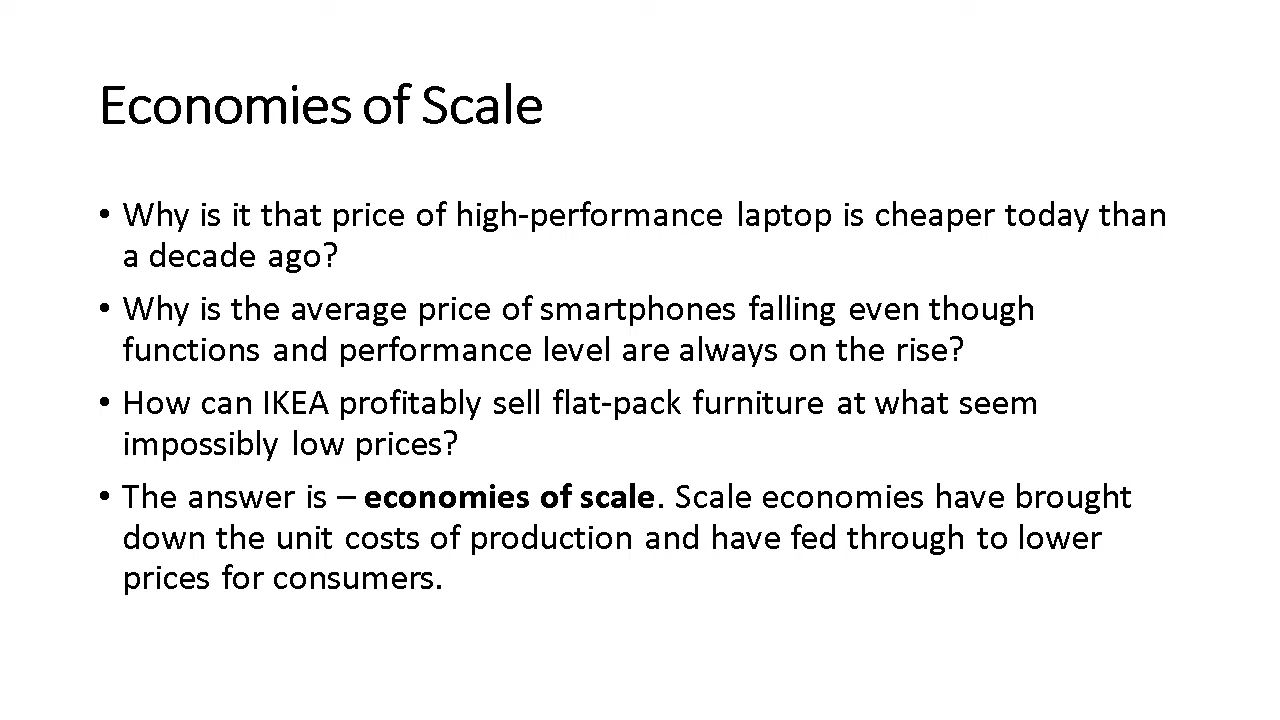 Economies of Scale
• Why is it that price of high-performance laptop is cheaper today than
a decade ago?
• Why is the average price of smartphones falling even though
functions and performance level are always on the rise?
• How can IKEA profitably sell flat-pack furniture at what seem
impossibly low prices?
• The answer is – economies of scale. Scale economies have brought
down the unit costs of production and have fed through to lower
prices for consumers.